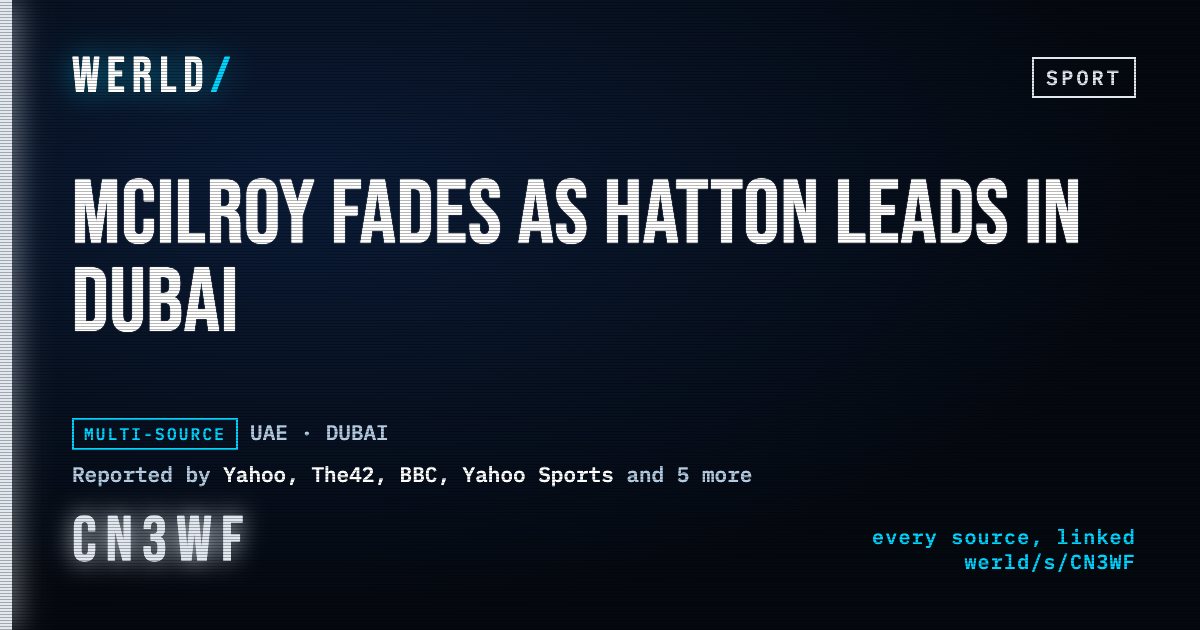 WERLD/
SPORT
MCILROY FADES AS HATTON LEADS IN
DUBAI
MULTI-SOURCE UAE · DUBAI
Reported by Yahoo, The42, BBC, Yahoo Sports and 5 more
CN3WF
every source, linked
werld/s/CN3WF